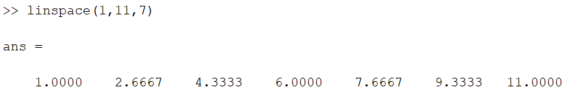 >> linspace(1,11,7)
ans =
1.0000 2.6667 4.3333 6.0000 7.6667 9.3333 11.0000